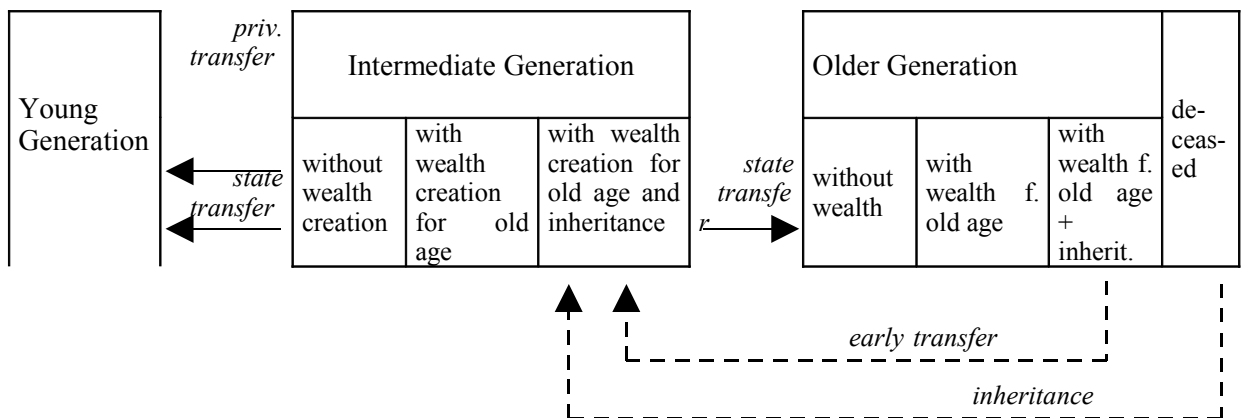 Young
Generation
priv.
transfer
state
transfer
Intermediate Generation
without
wealth
creation
with
wealth
creation
for old
age
with wealth
creation for
old age and
inheritance
state
transfe
r
Older Generation
without
wealth
with
wealth f.
old age
with
wealth f.
old age
+
inherit.
de-
ceas-
ed
early transfer
inheritance